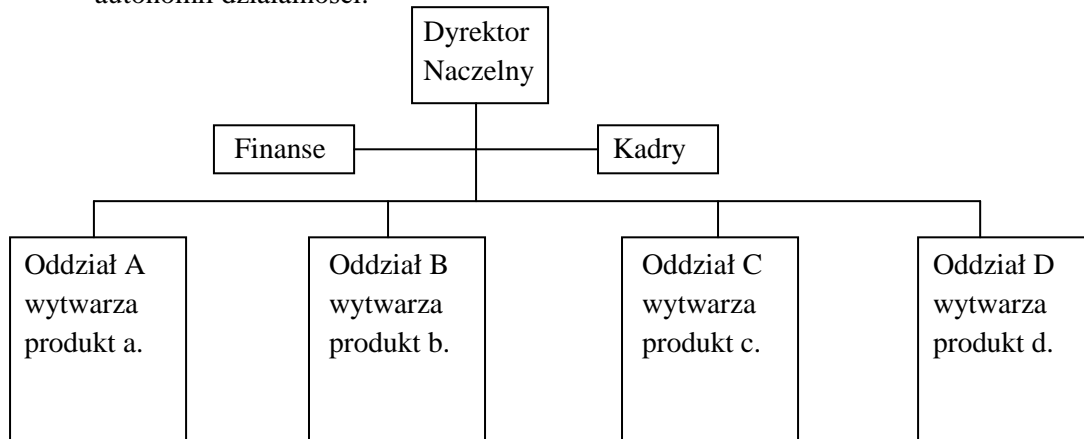 autonomii działalności.
Dyrektor
Naczelny
Finanse
Kadry
Oddział A
wytwarza
produkt a.
Oddział B
wytwarza
produkt b.
Oddział C
wytwarza
produkt c.
Oddział D
wytwarza
produkt d.